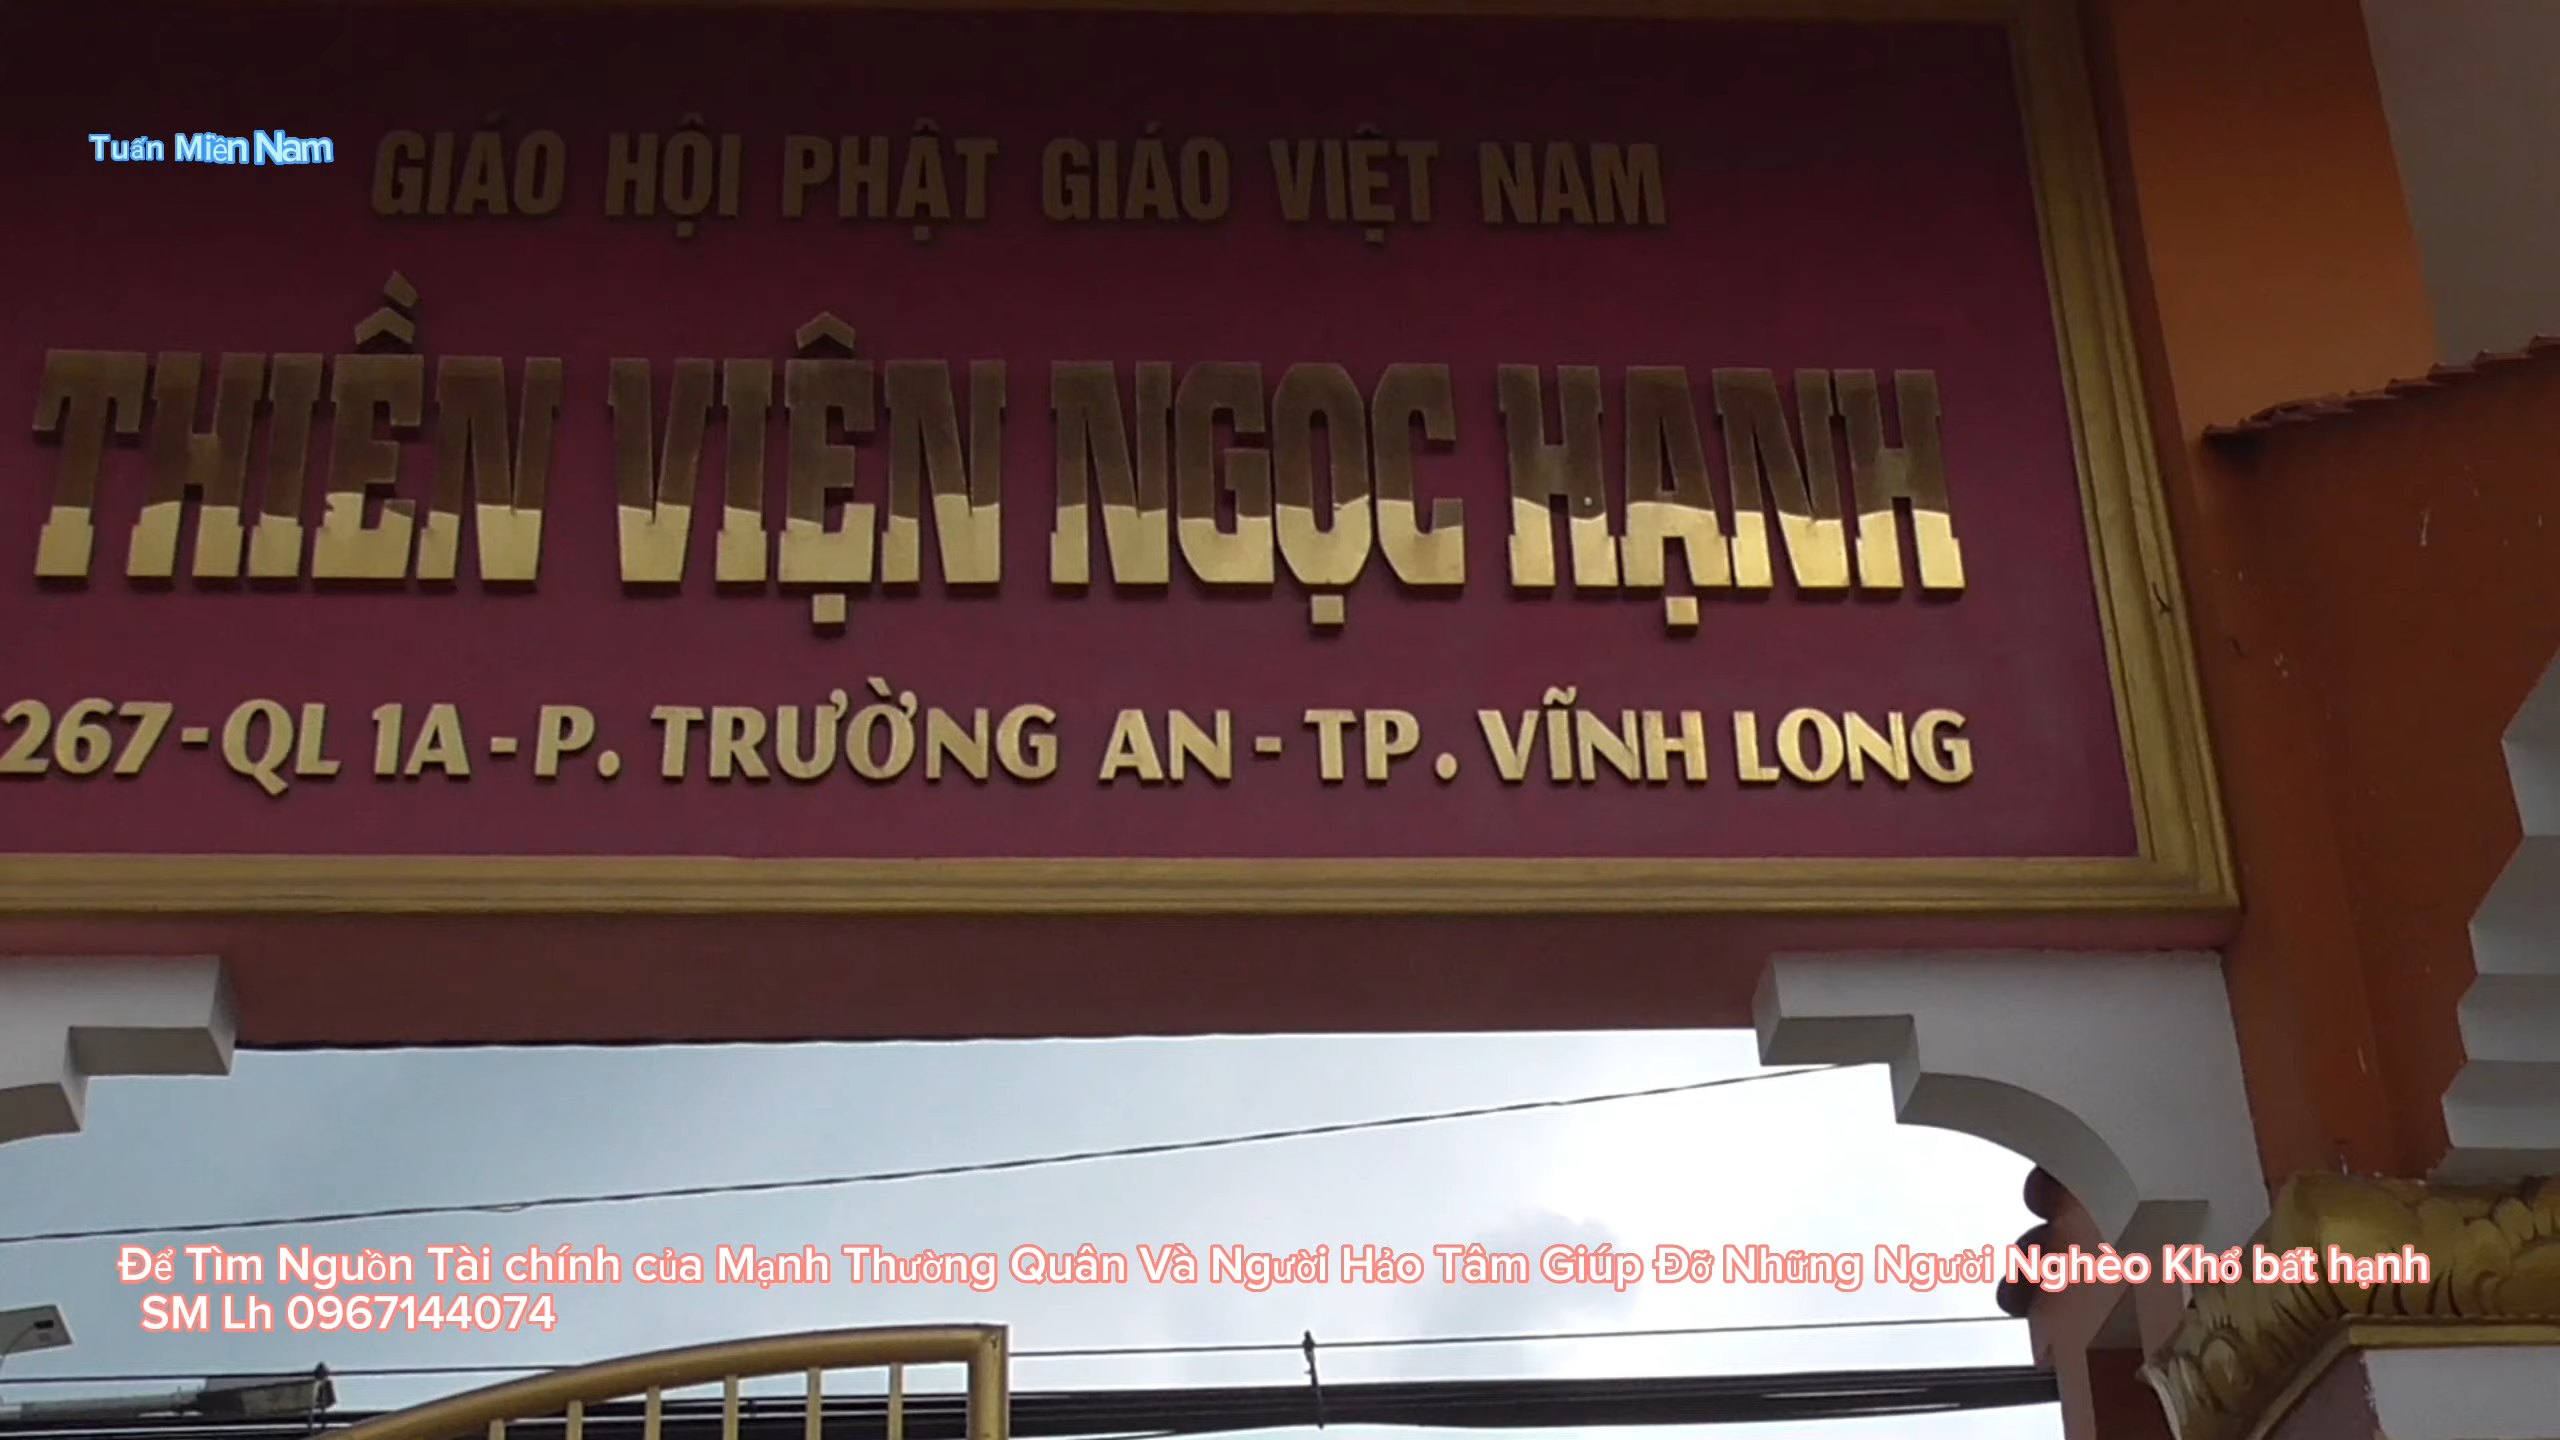 Tuấn Miền Nam
GIÁO HỘI PHẬT GIÁO VIỆT NAM
THIỀN VIỆN NGỌC HẠNH
267-QL 1A-P. TRƯỜNG AN-TP. VĨNH LONG
Để Tìm Nguồn Tài chính của Mạnh Thường Quân Và Người Hảo Tâm Giúp Đỡ Những Người Nghèo Khổ bất hạnh
SM Lh 0967144074